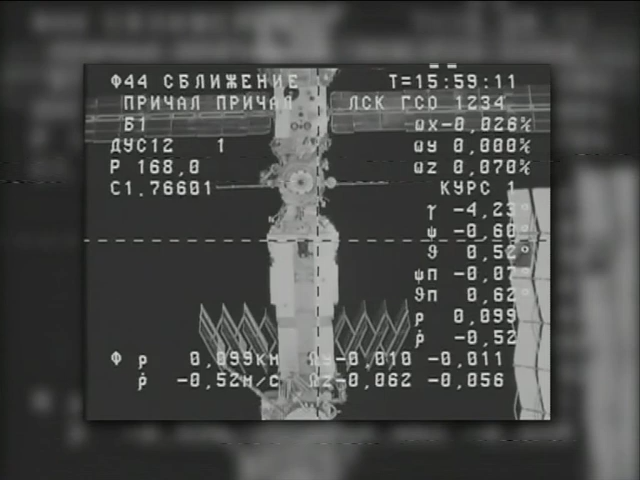 Ф44 СБЛИЖЕНИЕ Т=15:59:11
ПРИЧАЛ ПРИЧАЛ ЛСК ГСО 1234
Б1 ωx-0,026%
ДУС12 1 ωy 0,000%
Р 168,0 ωz 0,070%
С1.76601 КУРС 1
γ -4,23°
ψ -0,60°
ϑ 0,52°
ψп -0,07°
ϑп 0,62°
ρ 0,099
ρ̇ -0,52
Ф ρ 0,099КМ Ωy-0,010 -0,011
ρ̇ -0,52М/С Ωz-0,062 -0,056